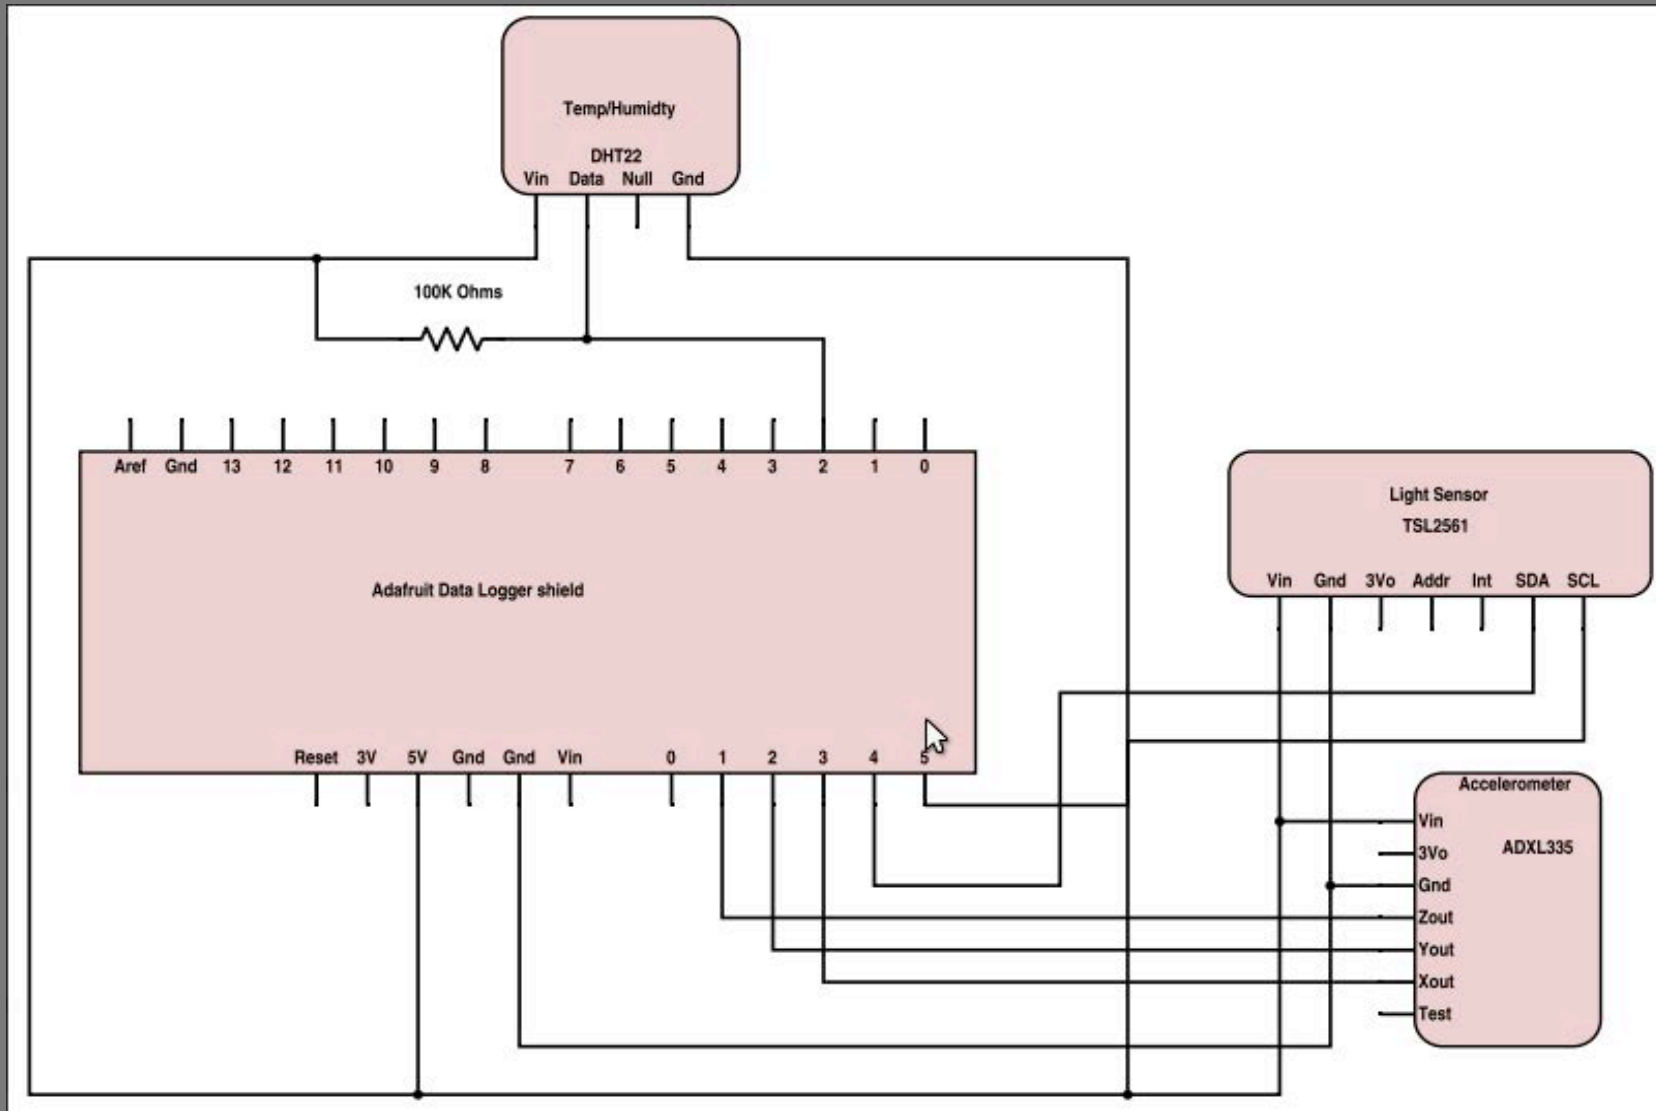 Temp/Humidty
DHT22
Vin Data Null Gnd
100K Ohms
Aref Gnd 13 12 11 10 9 8 7 6 5 4 3 2 1 0
Adafruit Data Logger shield
Reset 3V 5V Gnd Gnd Vin 0 1 2 3 4 5
Light Sensor
TSL2561
Vin Gnd 3Vo Addr Int SDA SCL
Accelerometer
ADXL335
Vin
3Vo
Gnd
Zout
Yout
Xout
Test